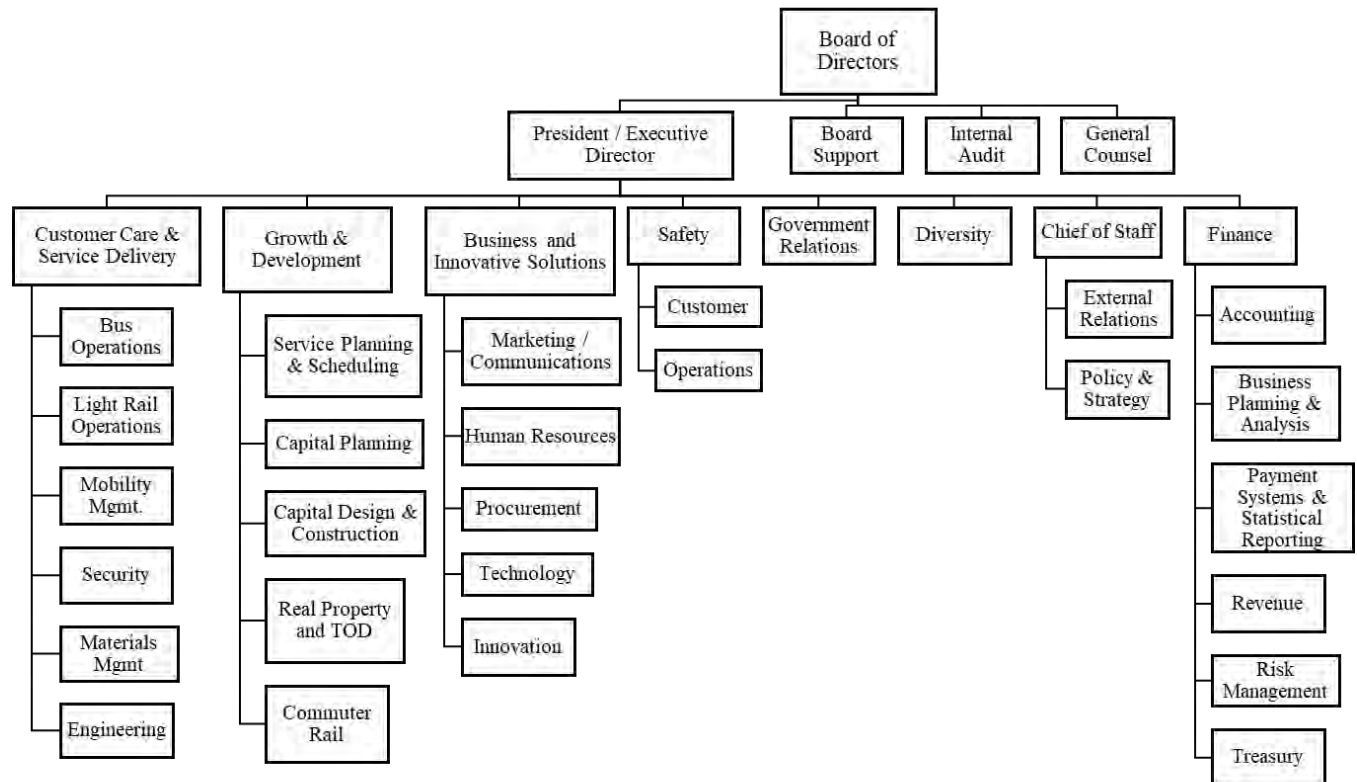 Board of
Directors
President / Executive
Director
Board
Support
Internal
Audit
General
Counsel
Customer Care &
Service Delivery
Growth &
Development
Business and
Innovative Solutions
Safety
Government
Relations
Diversity
Chief of Staff
Finance
Bus
Operations
Light Rail
Operations
Mobility
Mgmt.
Security
Materials
Mgmt
Engineering
Service Planning
& Scheduling
Capital Planning
Capital Design &
Construction
Real Property
and TOD
Commuter
Rail
Marketing /
Communications
Human Resources
Procurement
Technology
Innovation
Customer
Operations
External
Relations
Policy &
Strategy
Accounting
Business
Planning &
Analysis
Payment
Systems &
Statistical
Reporting
Revenue
Risk
Management
Treasury